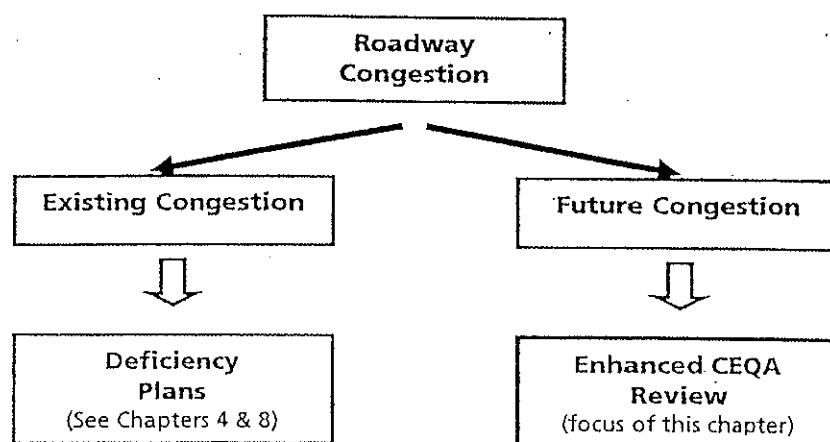 Roadway
Congestion
Existing Congestion
Future Congestion
Deficiency
Plans
(See Chapters 4 & 8)
Enhanced CEQA
Review
(focus of this chapter)